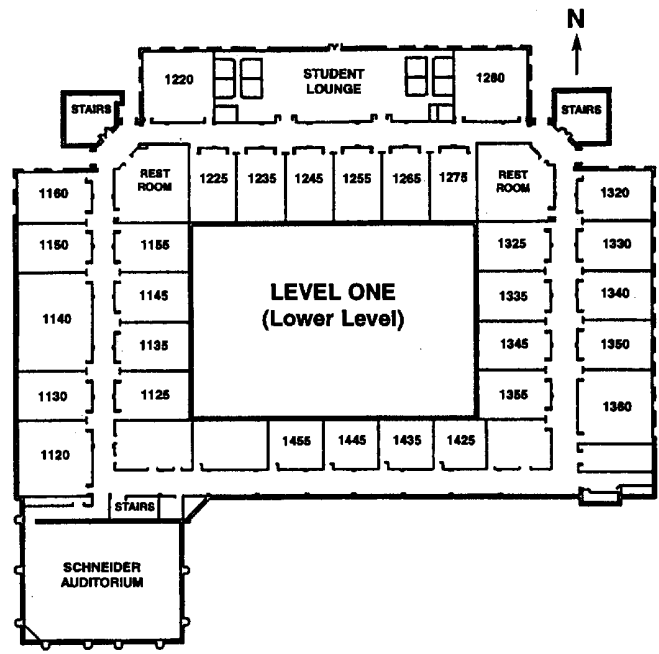 N
1220
STUDENT
LOUNGE
1280
STAIRS
STAIRS
REST
ROOM
1225
1235
1245
1255
1265
1275
REST
ROOM
1160
1320
1150
1155
1325
1330
LEVEL ONE
(Lower Level)
1140
1145
1335
1340
1135
1345
1350
1130
1125
1355
1360
1120
1455
1445
1435
1425
STAIRS
SCHNEIDER
AUDITORIUM